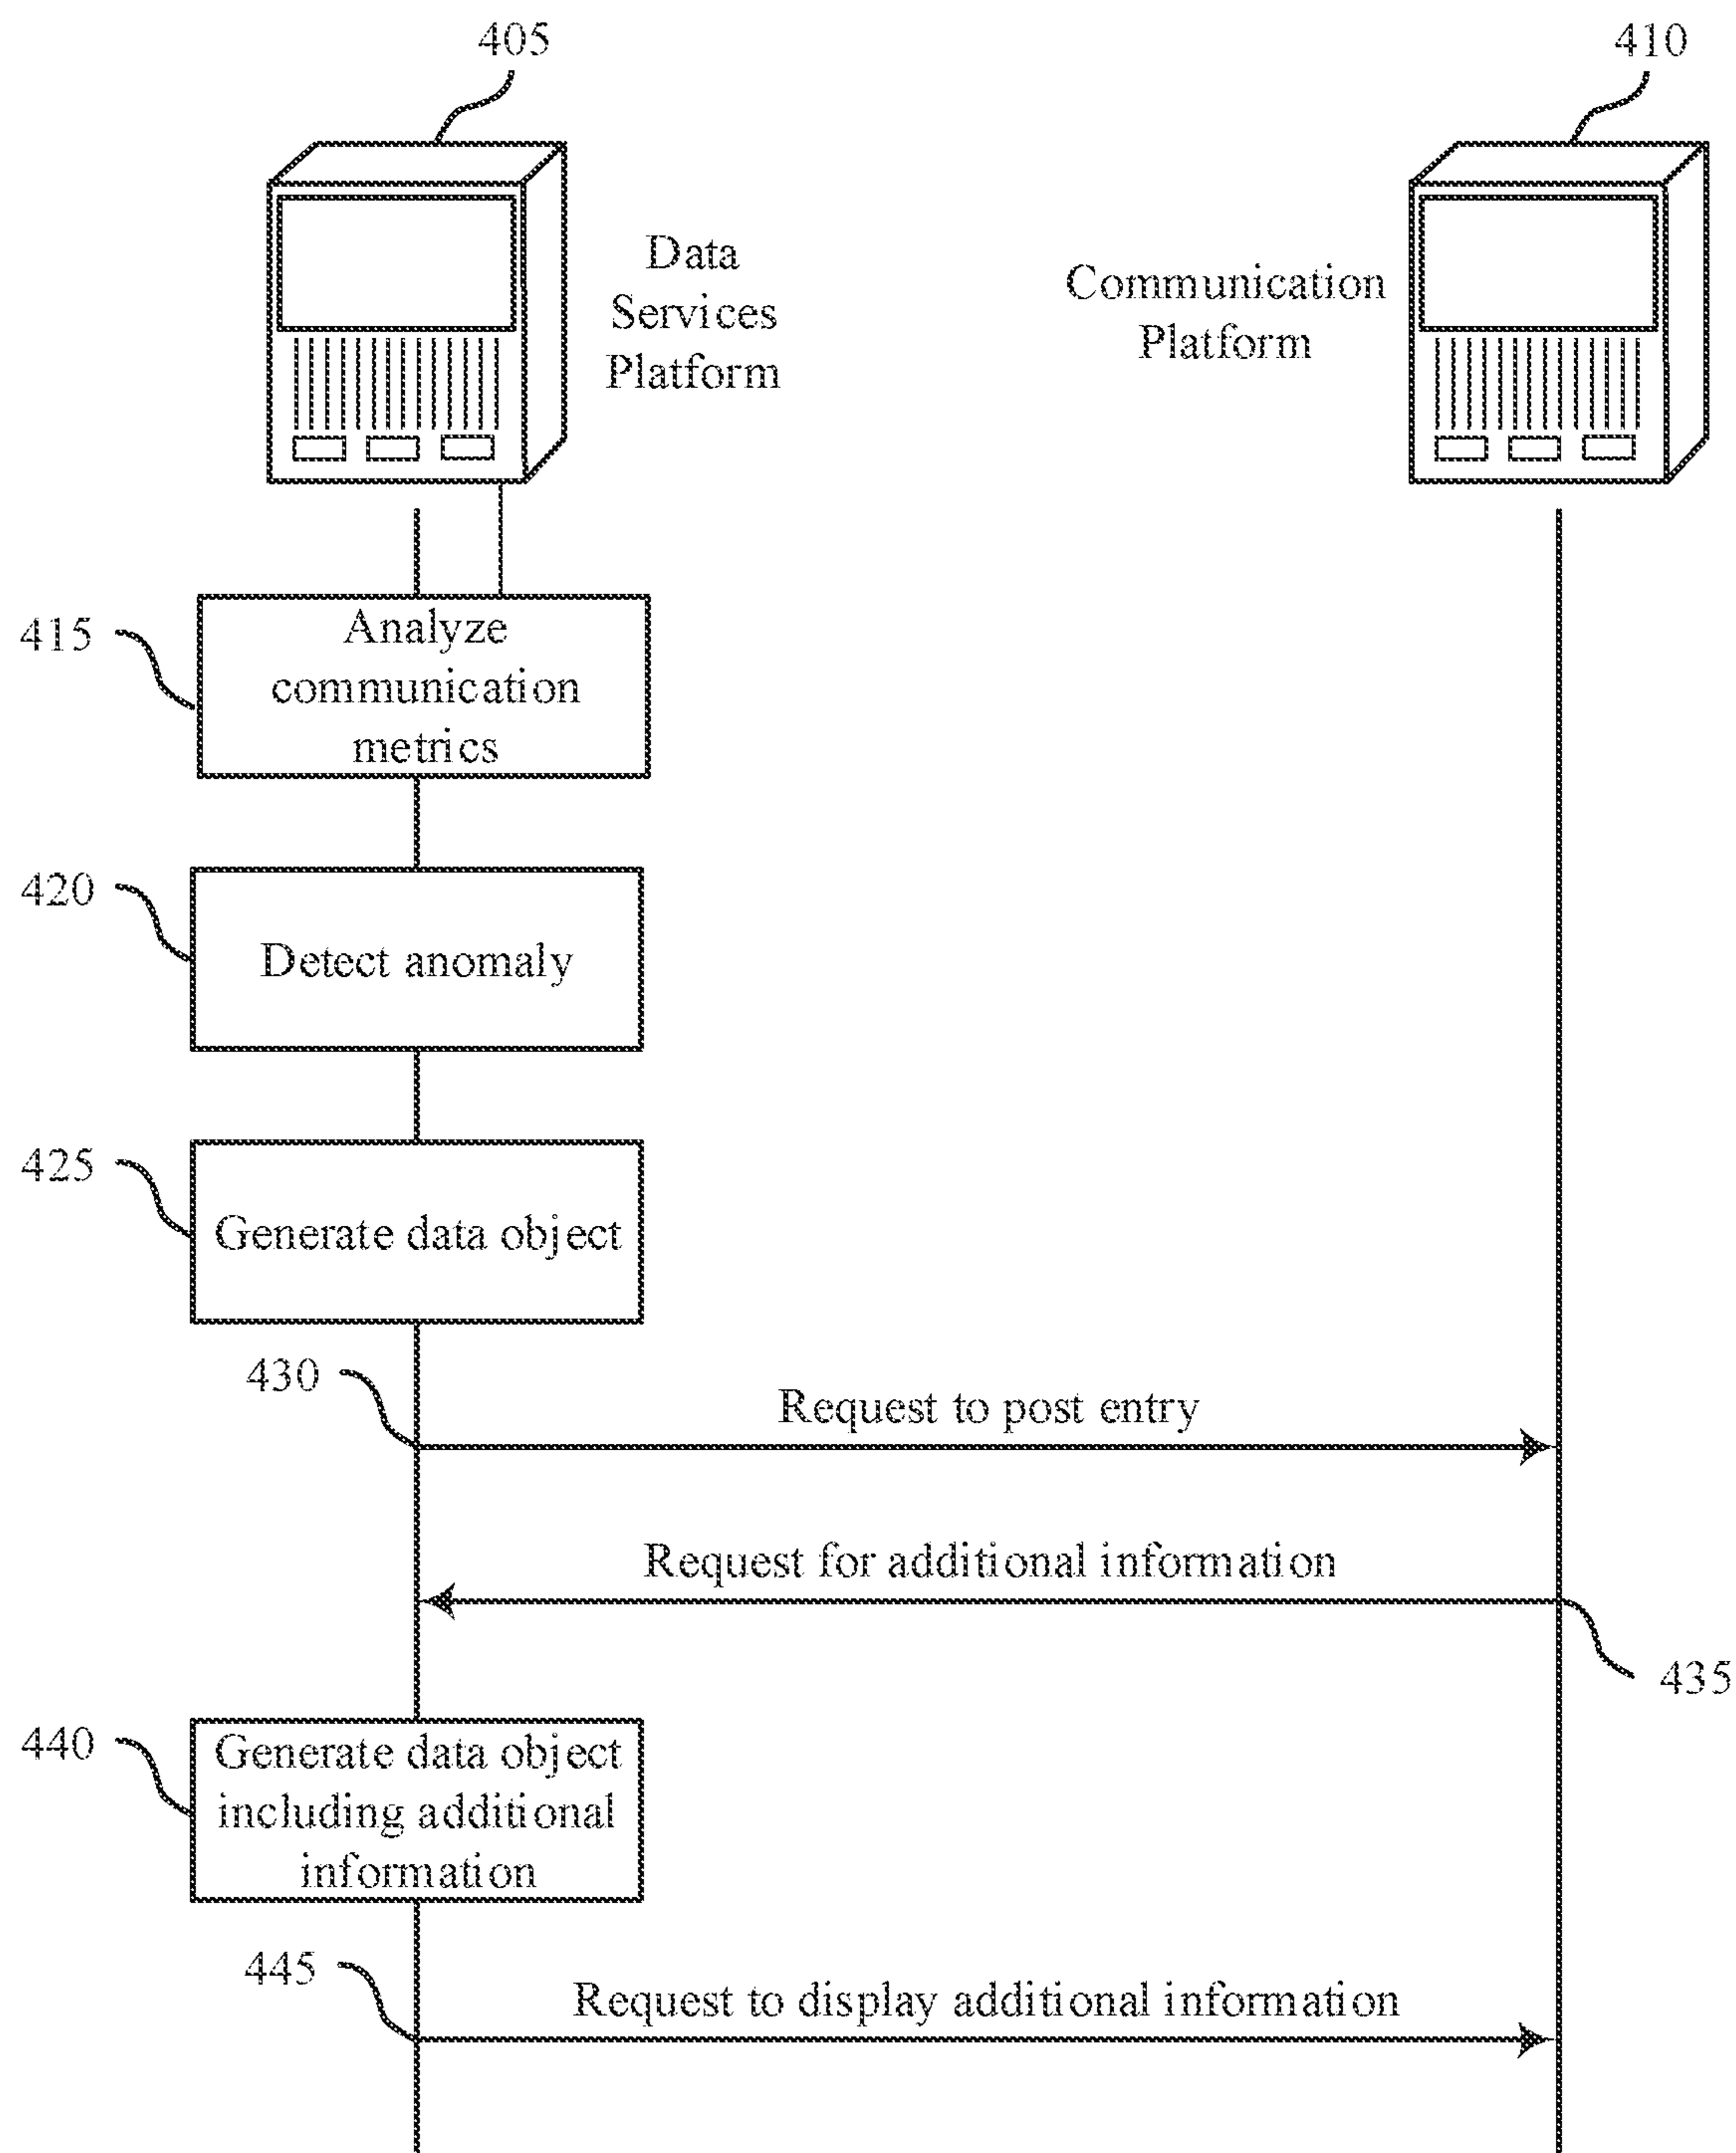 405
410
Data
Services
Platform
Communication
Platform
415
Analyze
communication
metrics
420
Detect anomaly
425
Generate data object
430
Request to post entry
Request for additional information
435
440
Generate data object
including additional
information
445
Request to display additional information